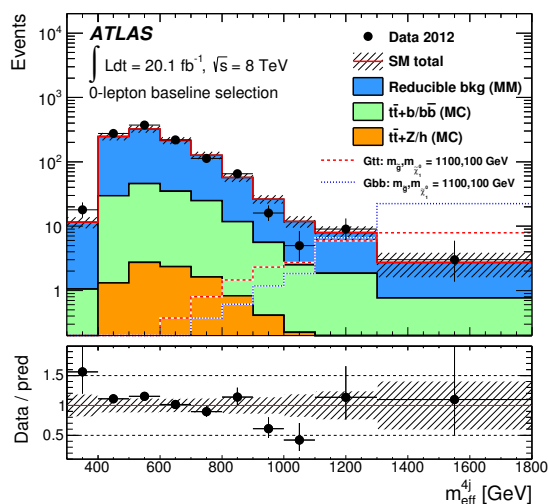 Events
ATLAS
∫ Ldt = 20.1 fb⁻¹, √s = 8 TeV
0-lepton baseline selection
Data 2012
SM total
Reducible bkg (MM)
tt̄+b/bb̄ (MC)
tt̄+Z/h (MC)
Gtt: m_g̃,m_χ̃₁⁰ = 1100,100 GeV
Gbb: m_g̃,m_χ̃₁⁰ = 1100,100 GeV
10⁴
10³
10²
10
1
Data / pred
1.5
1
0.5
400 600 800 1000 1200 1400 1600 1800
m_eff^4j [GeV]